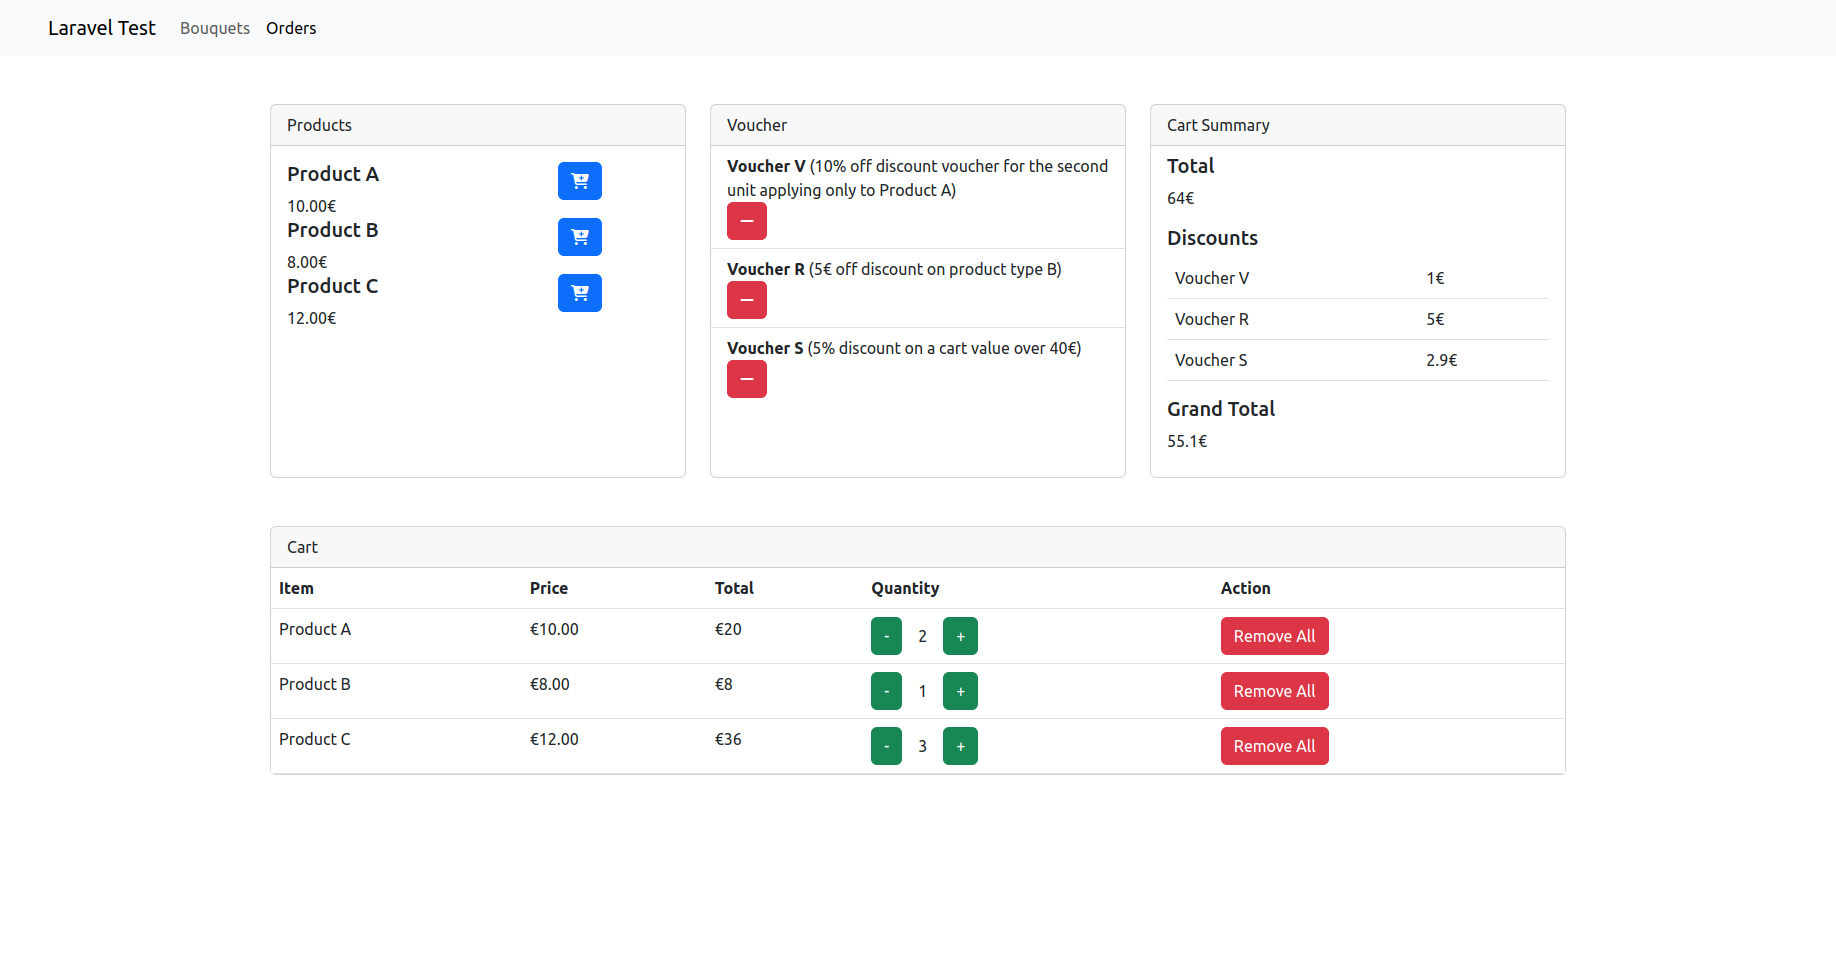 Laravel Test Bouquets Orders
Products
Product A
10.00€
Product B
8.00€
Product C
12.00€
Voucher
Voucher V (10% off discount voucher for the second
unit applying only to Product A)
Voucher R (5€ off discount on product type B)
Voucher S (5% discount on a cart value over 40€)
Cart Summary
Total
64€
Discounts
Voucher V 1€
Voucher R 5€
Voucher S 2.9€
Grand Total
55.1€
Cart
Item Price Total Quantity Action
Product A €10.00 €20 - 2 + Remove All
Product B €8.00 €8 - 1 + Remove All
Product C €12.00 €36 - 3 + Remove All